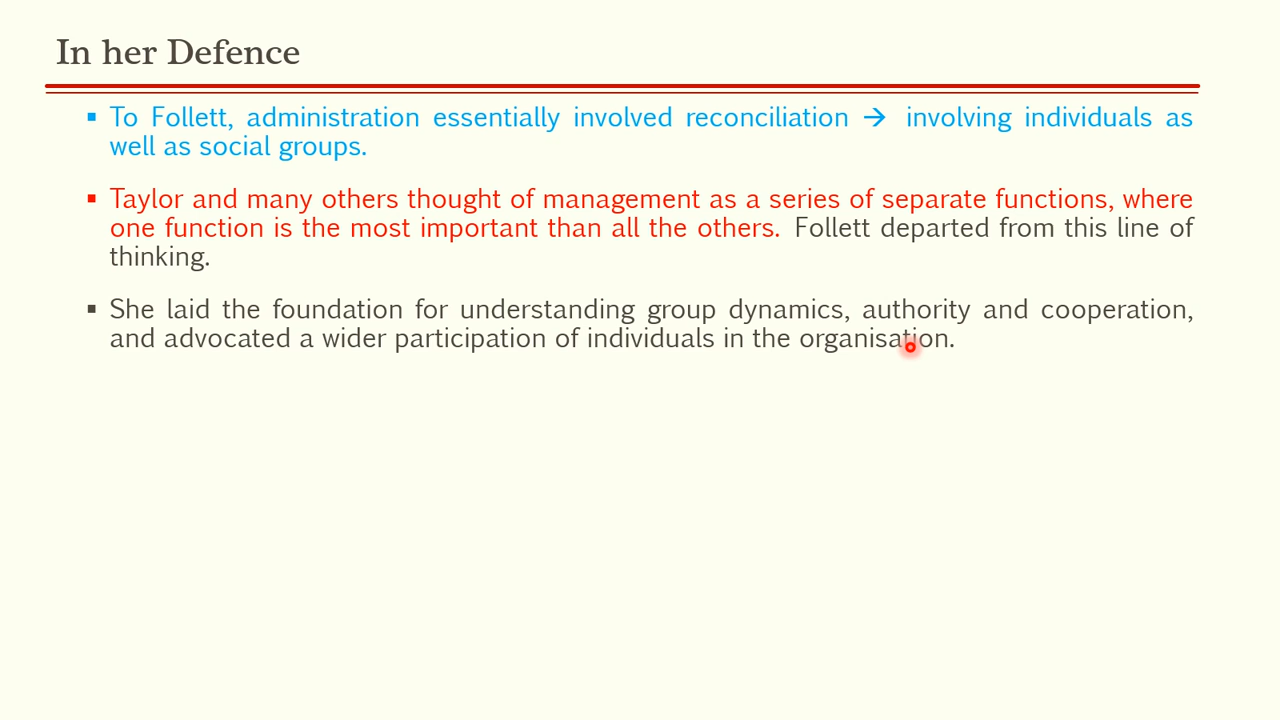 In her Defence
▪ To Follett, administration essentially involved reconciliation → involving individuals as
well as social groups.
▪ Taylor and many others thought of management as a series of separate functions, where
one function is the most important than all the others. Follett departed from this line of
thinking.
▪ She laid the foundation for understanding group dynamics, authority and cooperation,
and advocated a wider participation of individuals in the organisation.